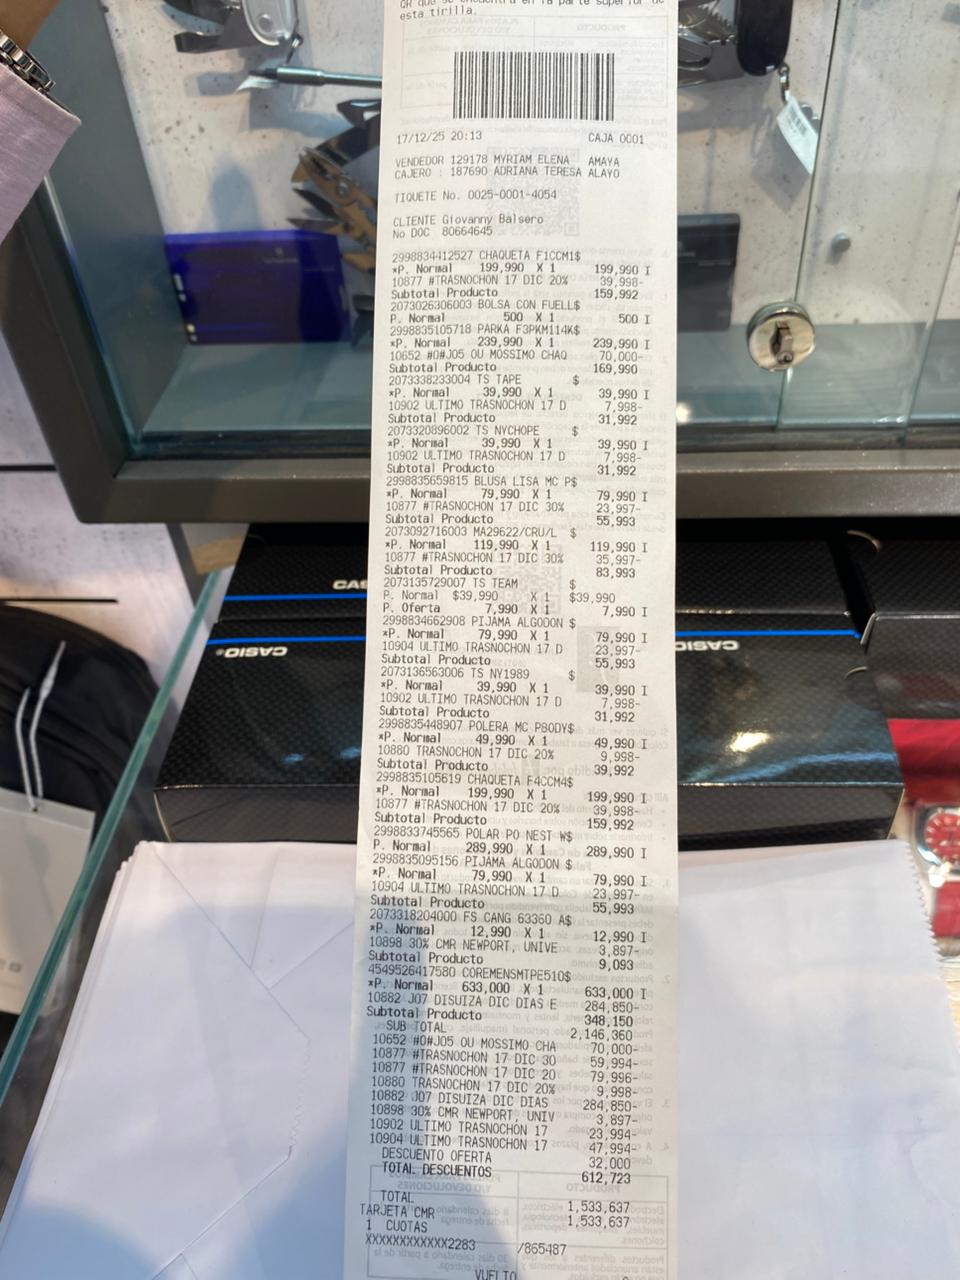 QR que se encuentra en la parte superior de
esta tirilla.
17/12/25 20:13 CAJA 0001
VENDEDOR 129178 MYRIAM ELENA AMAYA
CAJERO : 187690 ADRIANA TERESA ALAYO
TIQUETE No. 0025-0001-4054
CLIENTE Giovanny Balsero
No DOC 80664645
2998834412527 CHAQUETA F1CCM1$
*P. Normal 199,990 X 1 199,990 I
10877 #TRASNOCHON 17 DIC 20% 39,998-
Subtotal Producto 159,992
2073026306003 BOLSA CON FUELL$
P. Normal 500 X 1 500 I
2998835105718 PARKA F3PKM114K$
*P. Normal 239,990 X 1 239,990 I
10652 #0#J05 OU MOSSIMO CHAQ 70,000-
Subtotal Producto 169,990
2073338233004 TS TAPE $
*P. Normal 39,990 X 1 39,990 I
10902 ULTIMO TRASNOCHON 17 D 7,998-
Subtotal Producto 31,992
2073320896002 TS NYCHOPE $
*P. Normal 39,990 X 1 39,990 I
10902 ULTIMO TRASNOCHON 17 D 7,998-
Subtotal Producto 31,992
2998835659815 BLUSA LISA MC P$
*P. Normal 79,990 X 1 79,990 I
10877 #TRASNOCHON 17 DIC 30% 23,997-
Subtotal Producto 55,993
2073092716003 MA29622/CRU/L $
*P. Normal 119,990 X 1 119,990 I
10877 #TRASNOCHON 17 DIC 30% 35,997-
Subtotal Producto 83,993
2073135729007 TS TEAM $
P. Normal $39,990 X 1 $39,990
P. Oferta 7,990 X 1 7,990 I
2998834662908 PIJAMA ALGODON $
*P. Normal 79,990 X 1 79,990 I
10904 ULTIMO TRASNOCHON 17 D 23,997-
Subtotal Producto 55,993
2073136563006 TS NY1989 $
*P. Normal 39,990 X 1 39,990 I
10902 ULTIMO TRASNOCHON 17 D 7,998-
Subtotal Producto 31,992
2998835448907 POLERA MC PBODY$
*P. Normal 49,990 X 1 49,990 I
10880 TRASNOCHON 17 DIC 20% 9,998-
Subtotal Producto 39,992
2998835105619 CHAQUETA F4CCM4$
*P. Normal 199,990 X 1 199,990 I
10877 #TRASNOCHON 17 DIC 20% 39,998-
Subtotal Producto 159,992
2998833745565 POLAR PO NEST W$
P. Normal 289,990 X 1 289,990 I
2998835095156 PIJAMA ALGODON $
*P. Normal 79,990 X 1 79,990 I
10904 ULTIMO TRASNOCHON 17 D 23,997-
Subtotal Producto 55,993
2073318204000 FS CANG 63360 A$
*P. Normal 12,990 X 1 12,990 I
10898 30% CMR NEWPORT, UNIVE 3,897-
Subtotal Producto 9,093
4549526417580 COREMENSMTPE510$
*P. Normal 633,000 X 1 633,000 I
10882 J07 DISUIZA DIC DIAS E 284,850-
Subtotal Producto 348,150
SUB TOTAL 2,146,360
10652 #0#J05 OU MOSSIMO CHA 70,000-
10877 #TRASNOCHON 17 DIC 30 59,994-
10877 #TRASNOCHON 17 DIC 20 79,996-
10880 TRASNOCHON 17 DIC 20% 9,998-
10882 J07 DISUIZA DIC DIAS 284,850-
10898 30% CMR NEWPORT, UNIV 3,897-
10902 ULTIMO TRASNOCHON 17 23,994-
10904 ULTIMO TRASNOCHON 17 47,994-
DESCUENTO OFERTA 32,000
TOTAL DESCUENTOS 612,723
TOTAL 1,533,637
TARJETA CMR 1,533,637
1 CUOTAS
XXXXXXXXXXXX2283 /865487
VUELTO
CASIO
CASIO